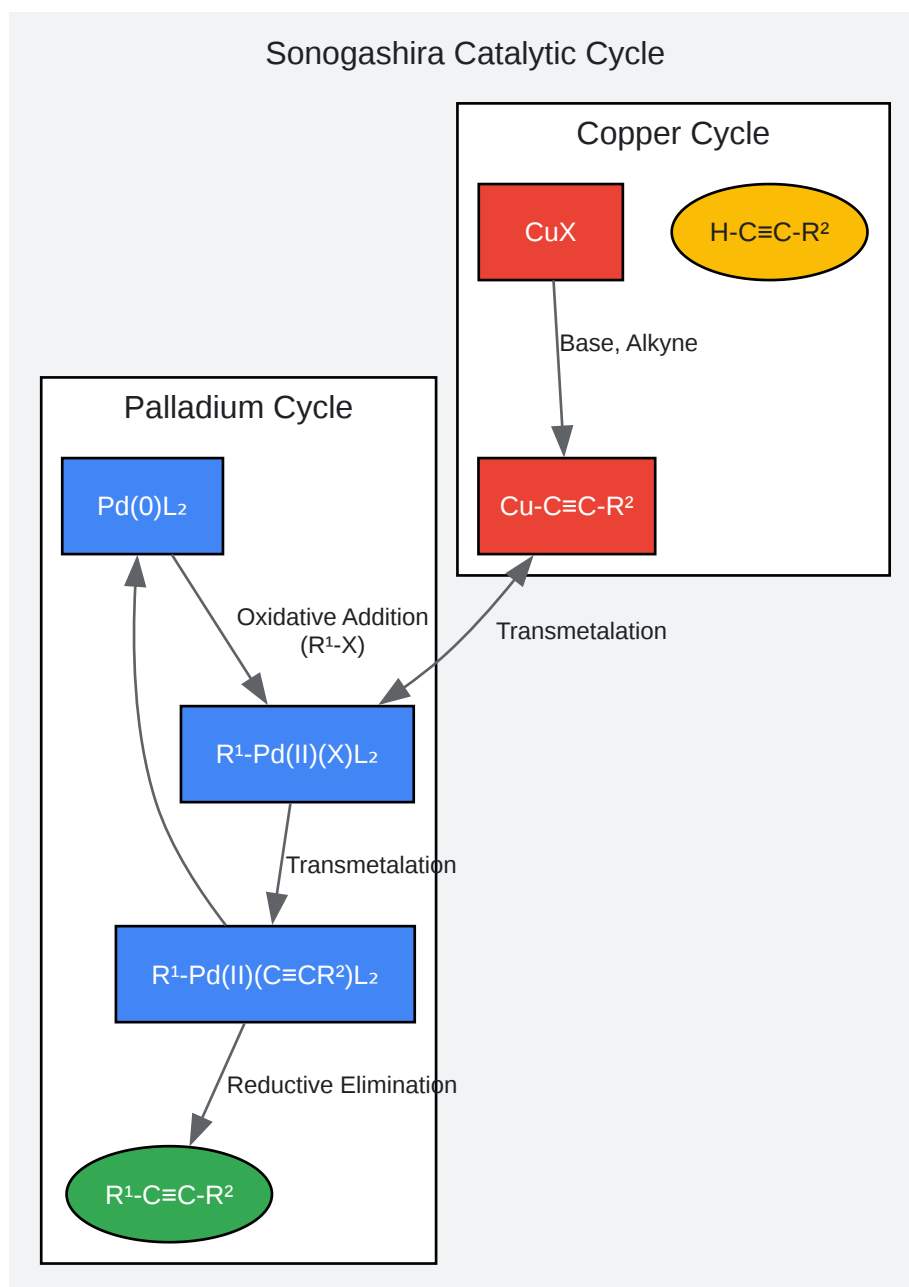 Sonogashira Catalytic Cycle
Copper Cycle
CuX
H-C≡C-R²
Base, Alkyne
Palladium Cycle
Pd(0)L₂
Cu-C≡C-R²
Oxidative Addition
(R¹-X)
Transmetalation
R¹-Pd(II)(X)L₂
Transmetalation
R¹-Pd(II)(C≡CR²)L₂
Reductive Elimination
R¹-C≡C-R²